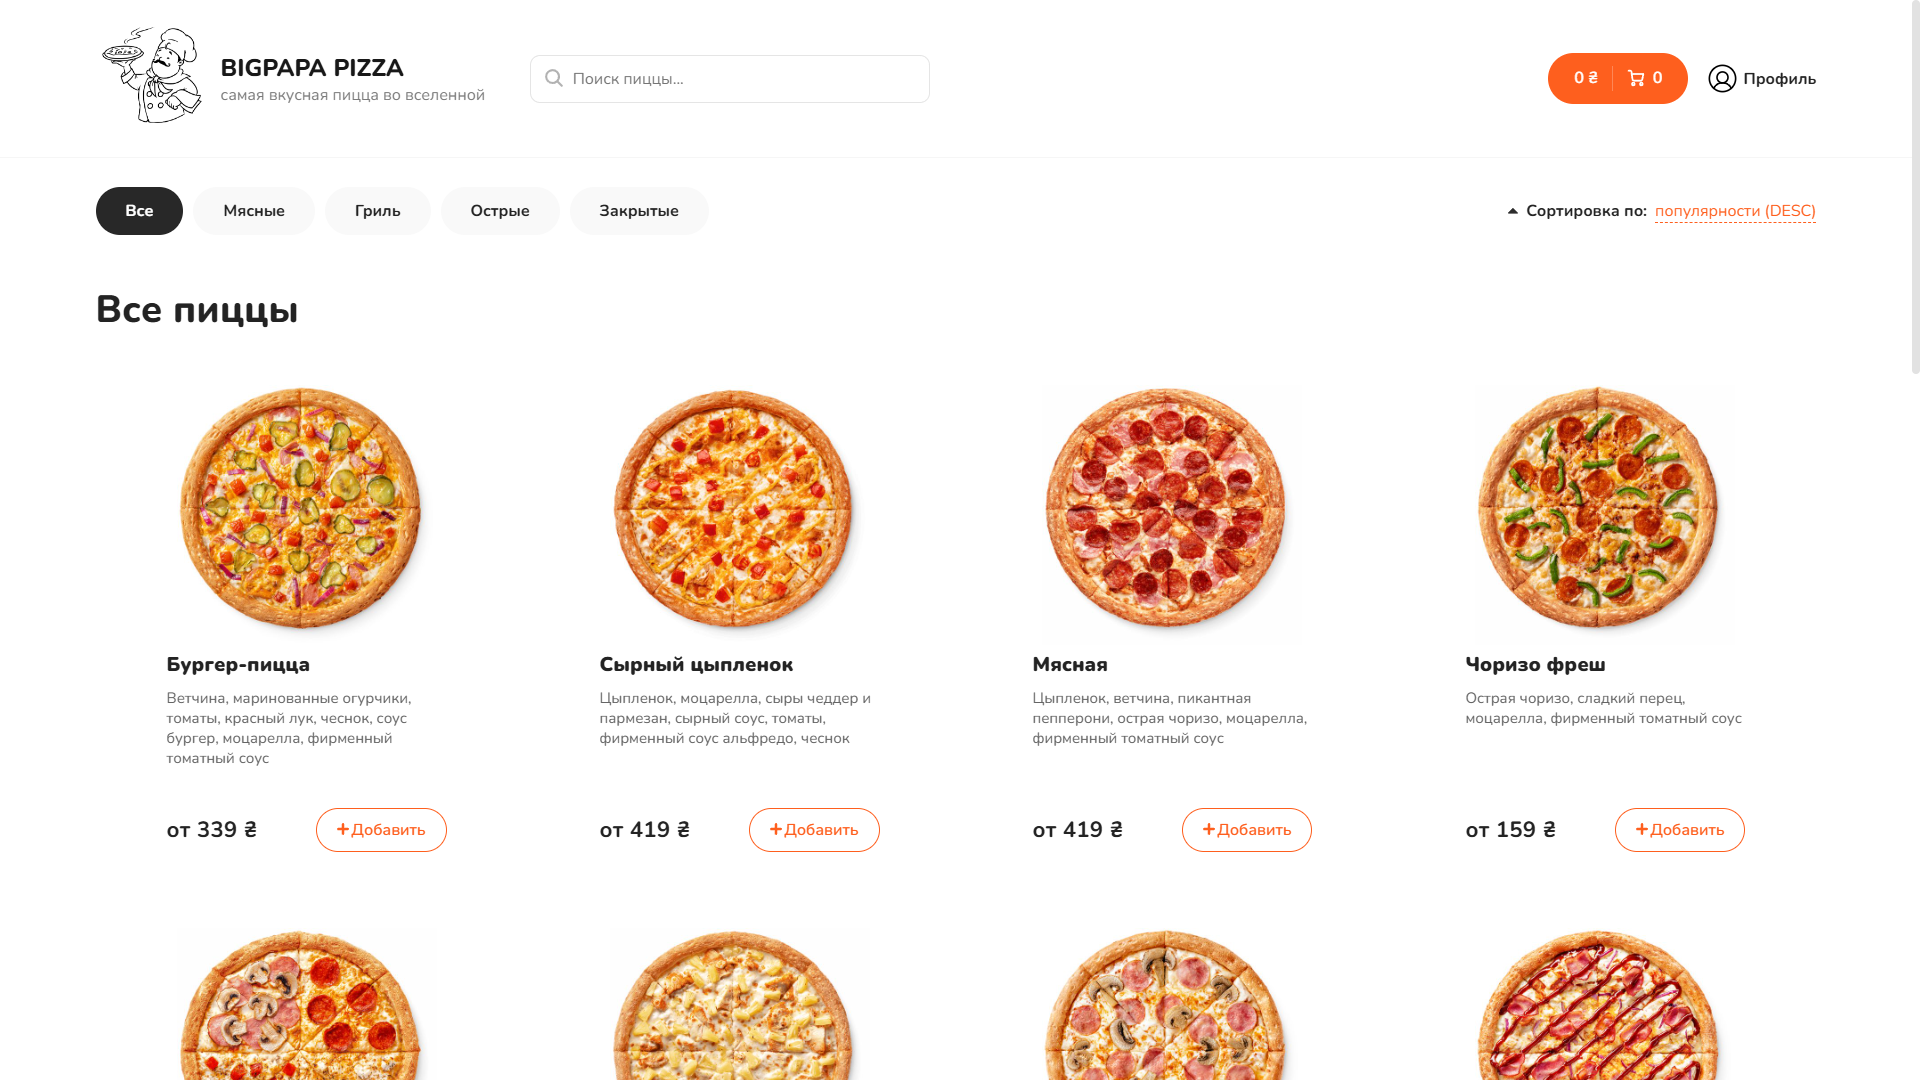 BIGPAPA PIZZA
самая вкусная пицца во вселенной
Поиск пиццы...
0 ₴
0
Профиль
Все
Мясные
Гриль
Острые
Закрытые
Сортировка по: популярности (DESC)
Все пиццы
Бургер-пицца
Ветчина, маринованные огурчики,
томаты, красный лук, чеснок, соус
бургер, моцарелла, фирменный
томатный соус
от 339 ₴
+Добавить
Сырный цыпленок
Цыпленок, моцарелла, сыры чеддер и
пармезан, сырный соус, томаты,
фирменный соус альфредо, чеснок
от 419 ₴
+Добавить
Мясная
Цыпленок, ветчина, пикантная
пепперони, острая чоризо, моцарелла,
фирменный томатный соус
от 419 ₴
+Добавить
Чоризо фреш
Острая чоризо, сладкий перец,
моцарелла, фирменный томатный соус
от 159 ₴
+Добавить